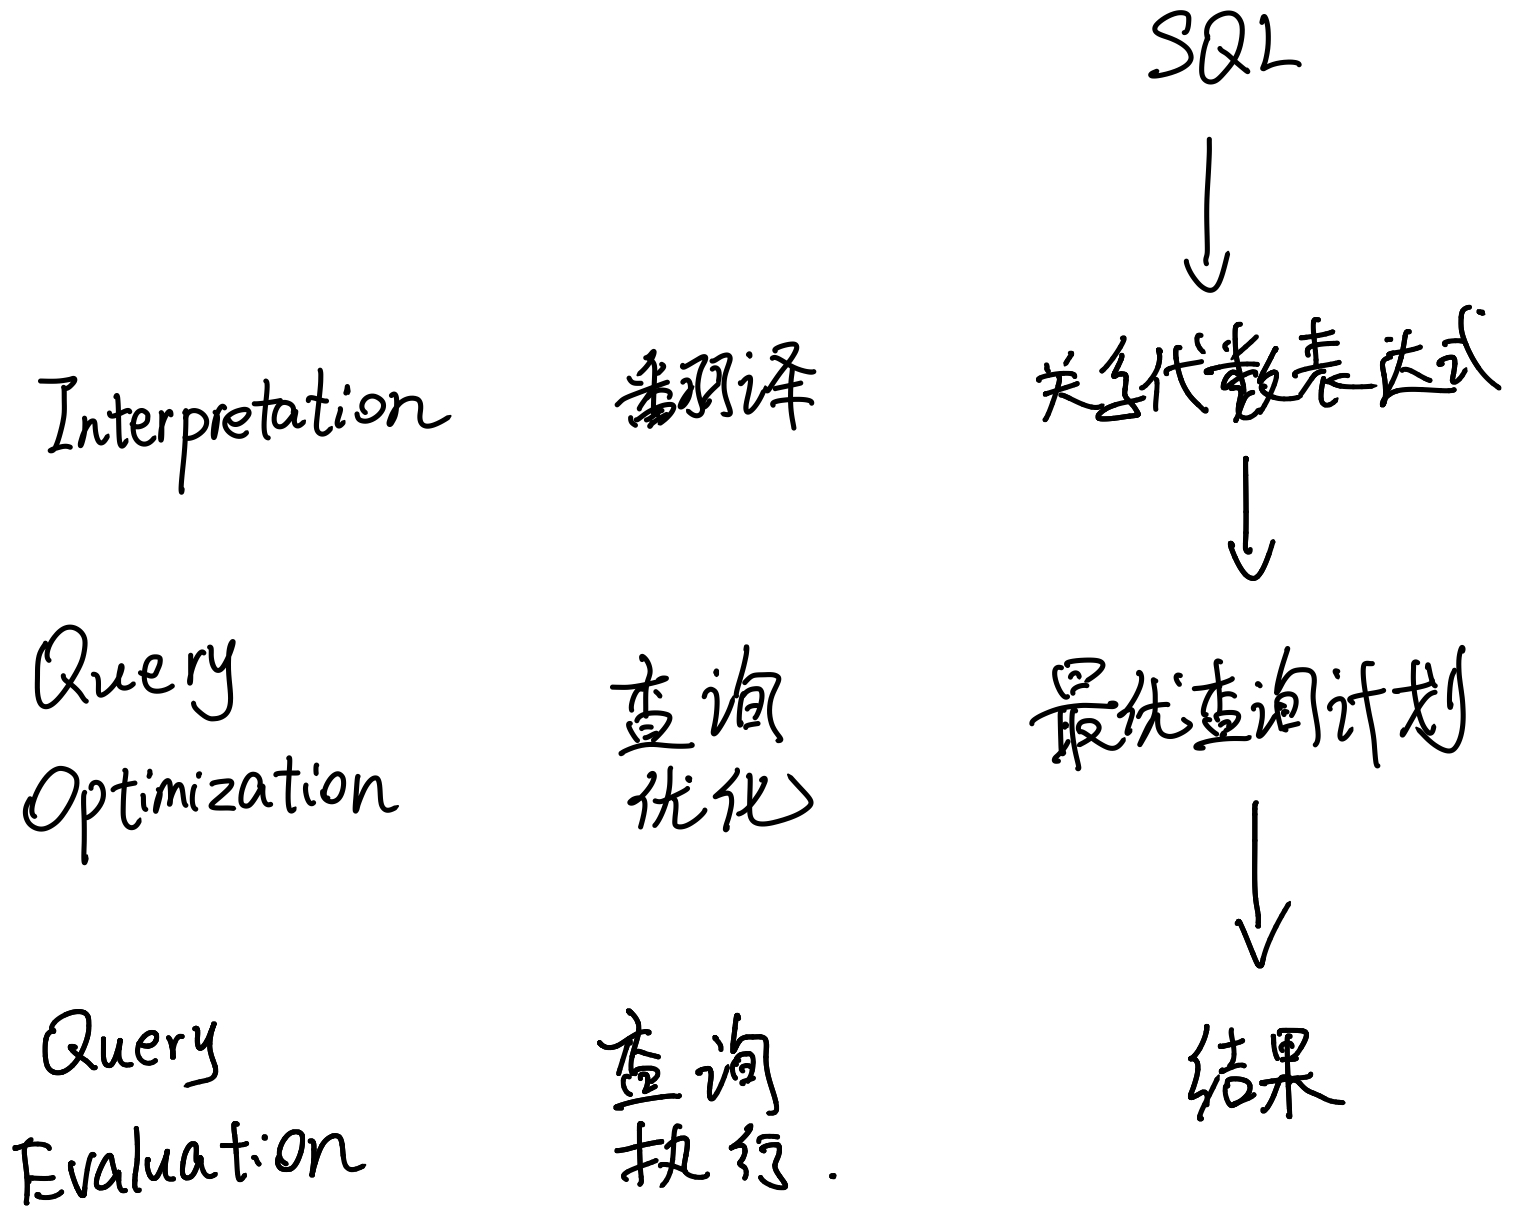 SQL
Interpretation 翻译 关系代数表达式
Query 查询 最优查询计划
Optimization 优化
Query 查询 结果
Evaluation 执行.